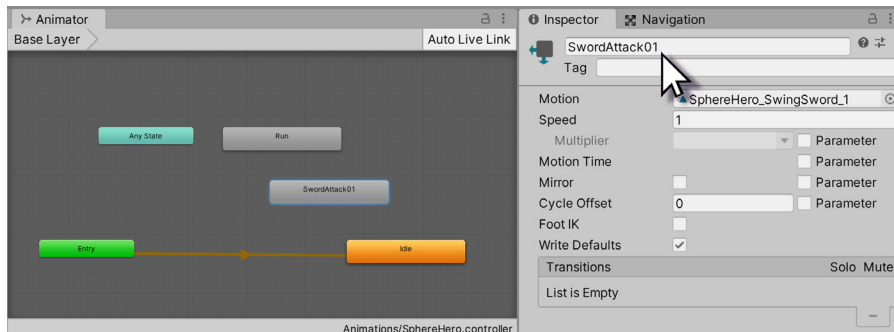 Animator
Base Layer
Auto Live Link
Any State
Run
SwordAttack01
Entry
Idle
Animations/SphereHero.controller
Inspector
Navigation
SwordAttack01
Tag
Motion
SphereHero_SwingSword_1
Speed
1
Multiplier
Parameter
Motion Time
Parameter
Mirror
Parameter
Cycle Offset
0
Parameter
Foot IK
Write Defaults
Transitions
Solo Mute
List is Empty